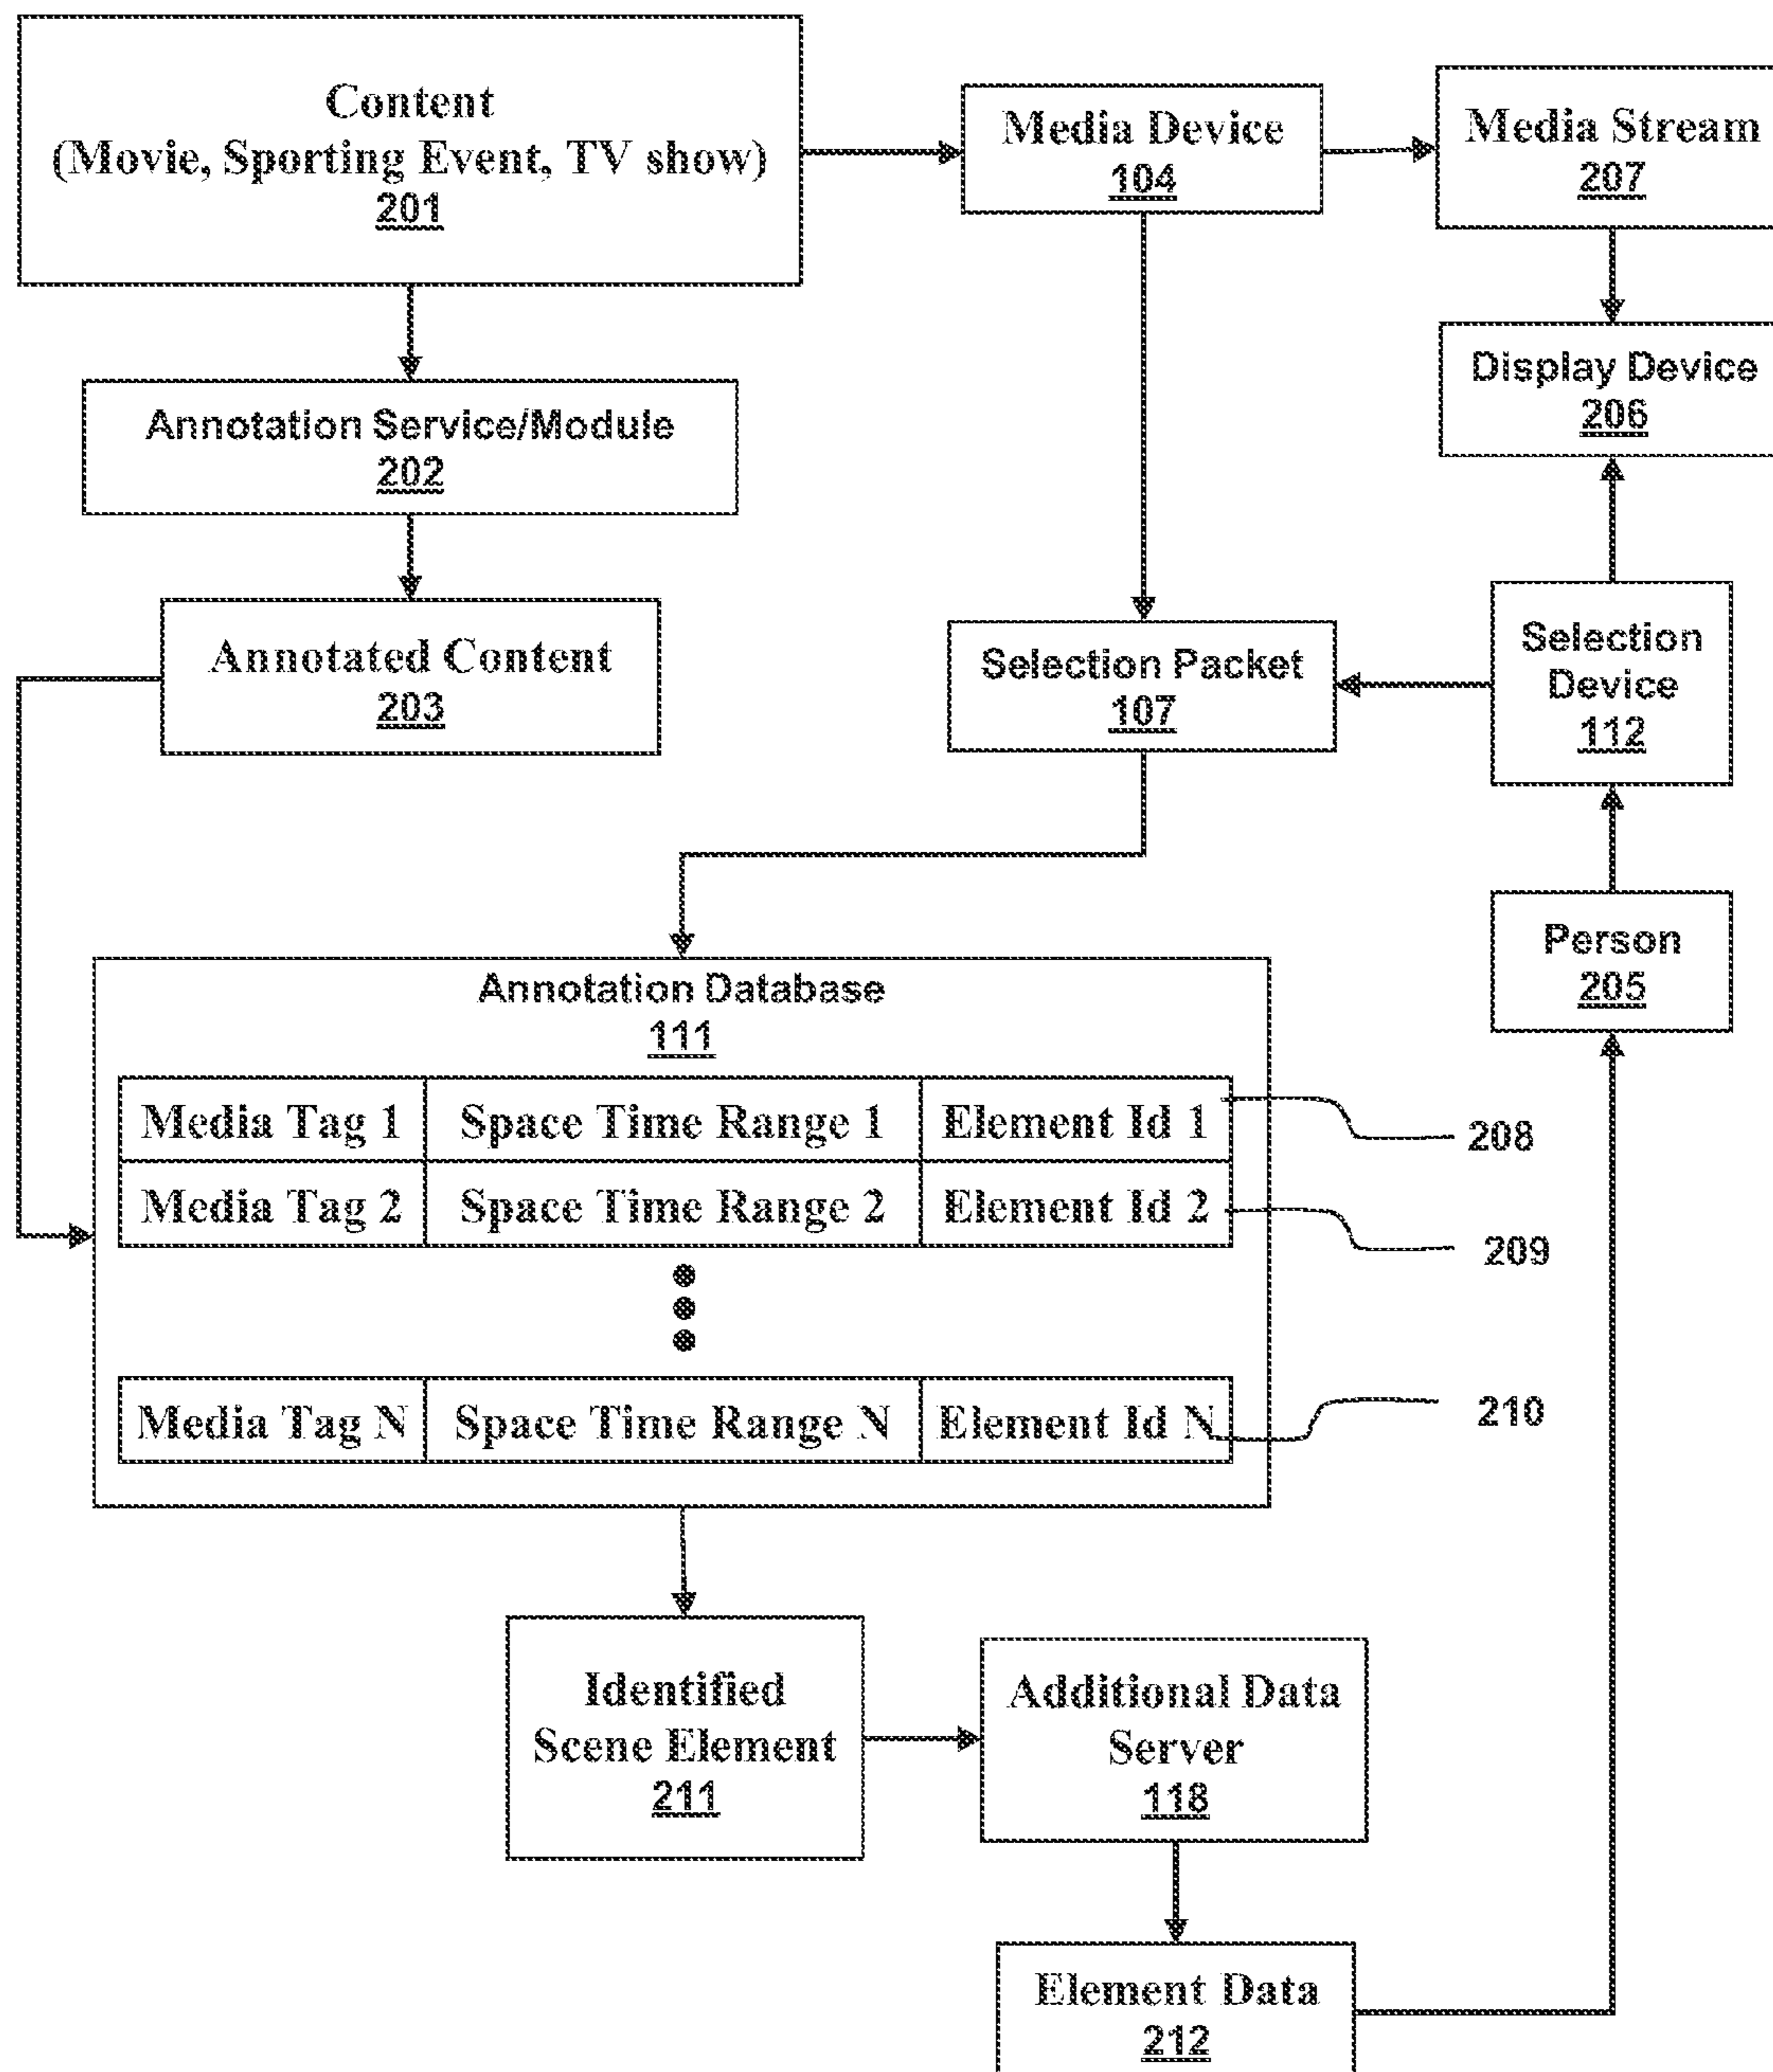 Content
(Movie, Sporting Event, TV show)
201
Media Device
104
Media Stream
207
Display Device
206
Annotation Service/Module
202
Annotated Content
203
Selection Packet
107
Selection
Device
112
Person
205
Annotation Database
111
Media Tag 1 Space Time Range 1 Element Id 1
208
Media Tag 2 Space Time Range 2 Element Id 2
209
Media Tag N Space Time Range N Element Id N
210
Identified
Scene Element
211
Additional Data
Server
118
Element Data
212